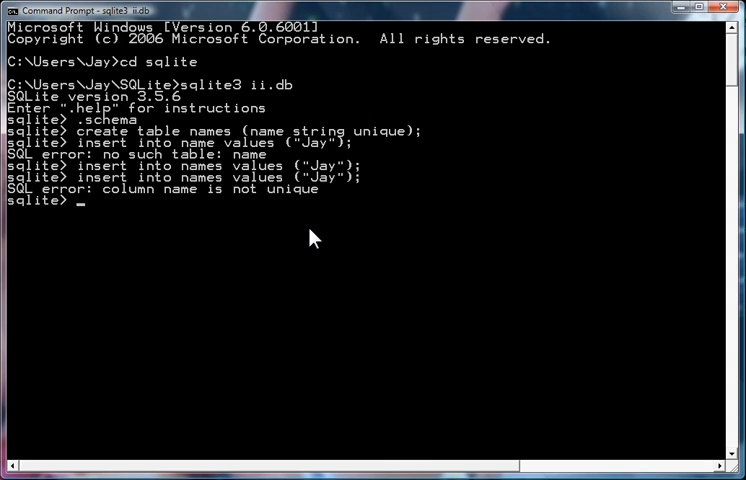 Command Prompt - sqlite3 ii.db
Microsoft Windows [Version 6.0.6001]
Copyright (c) 2006 Microsoft Corporation.  All rights reserved.
C:\Users\Jay>cd sqlite
C:\Users\Jay\SQLite>sqlite3 ii.db
SQLite version 3.5.6
Enter ".help" for instructions
sqlite> .schema
sqlite> create table names (name string unique);
sqlite> insert into name values ("Jay");
SQL error: no such table: name
sqlite> insert into names values ("Jay");
sqlite> insert into names values ("Jay");
SQL error: column name is not unique
sqlite> _